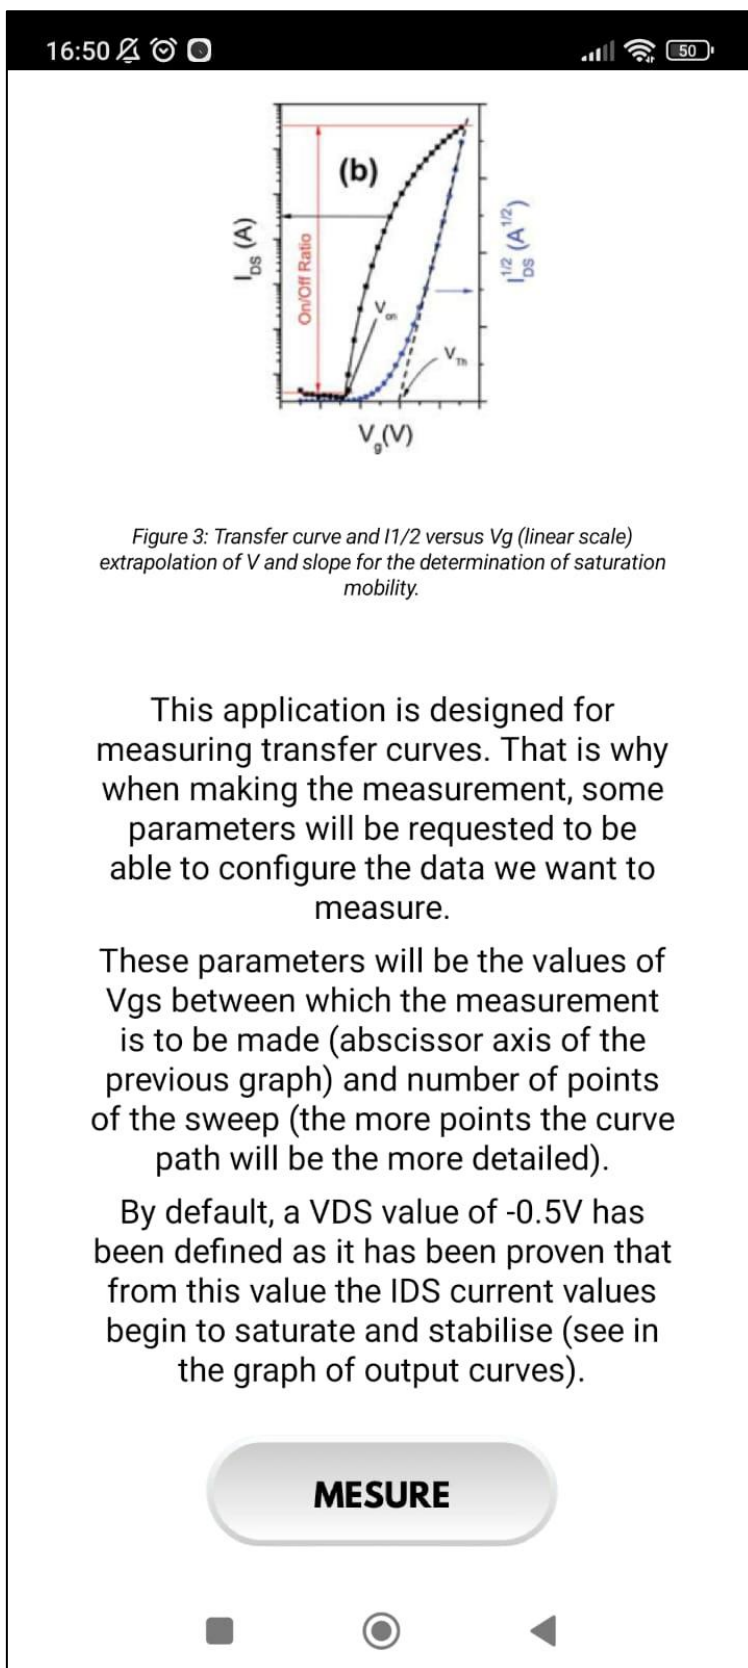 16:50
50
(b)
I_DS (A)
On/Off Ratio
V_on
V_Th
I_DS^1/2 (A^1/2)
V_g(V)
Figure 3: Transfer curve and I1/2 versus Vg (linear scale)
extrapolation of V and slope for the determination of saturation
mobility.
This application is designed for
measuring transfer curves. That is why
when making the measurement, some
parameters will be requested to be
able to configure the data we want to
measure.
These parameters will be the values of
Vgs between which the measurement
is to be made (abscissor axis of the
previous graph) and number of points
of the sweep (the more points the curve
path will be the more detailed).
By default, a VDS value of -0.5V has
been defined as it has been proven that
from this value the IDS current values
begin to saturate and stabilise (see in
the graph of output curves).
MESURE